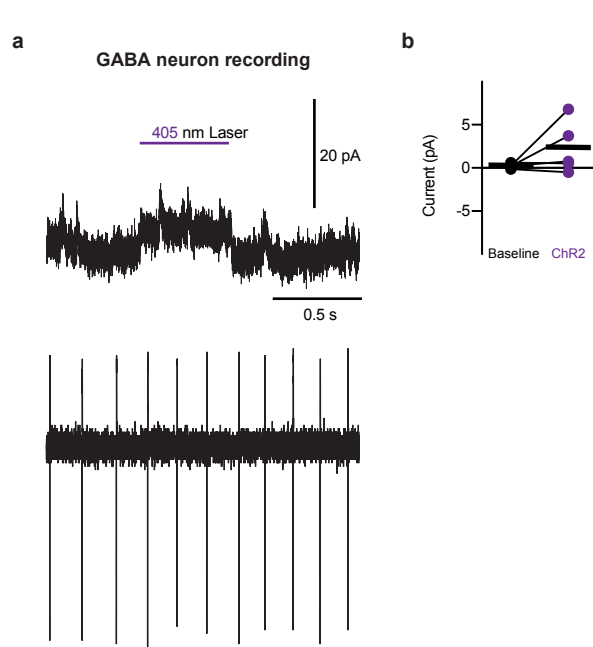 a
GABA neuron recording
405 nm Laser
20 pA
0.5 s
b
Current (pA)
5
0
-5
Baseline ChR2